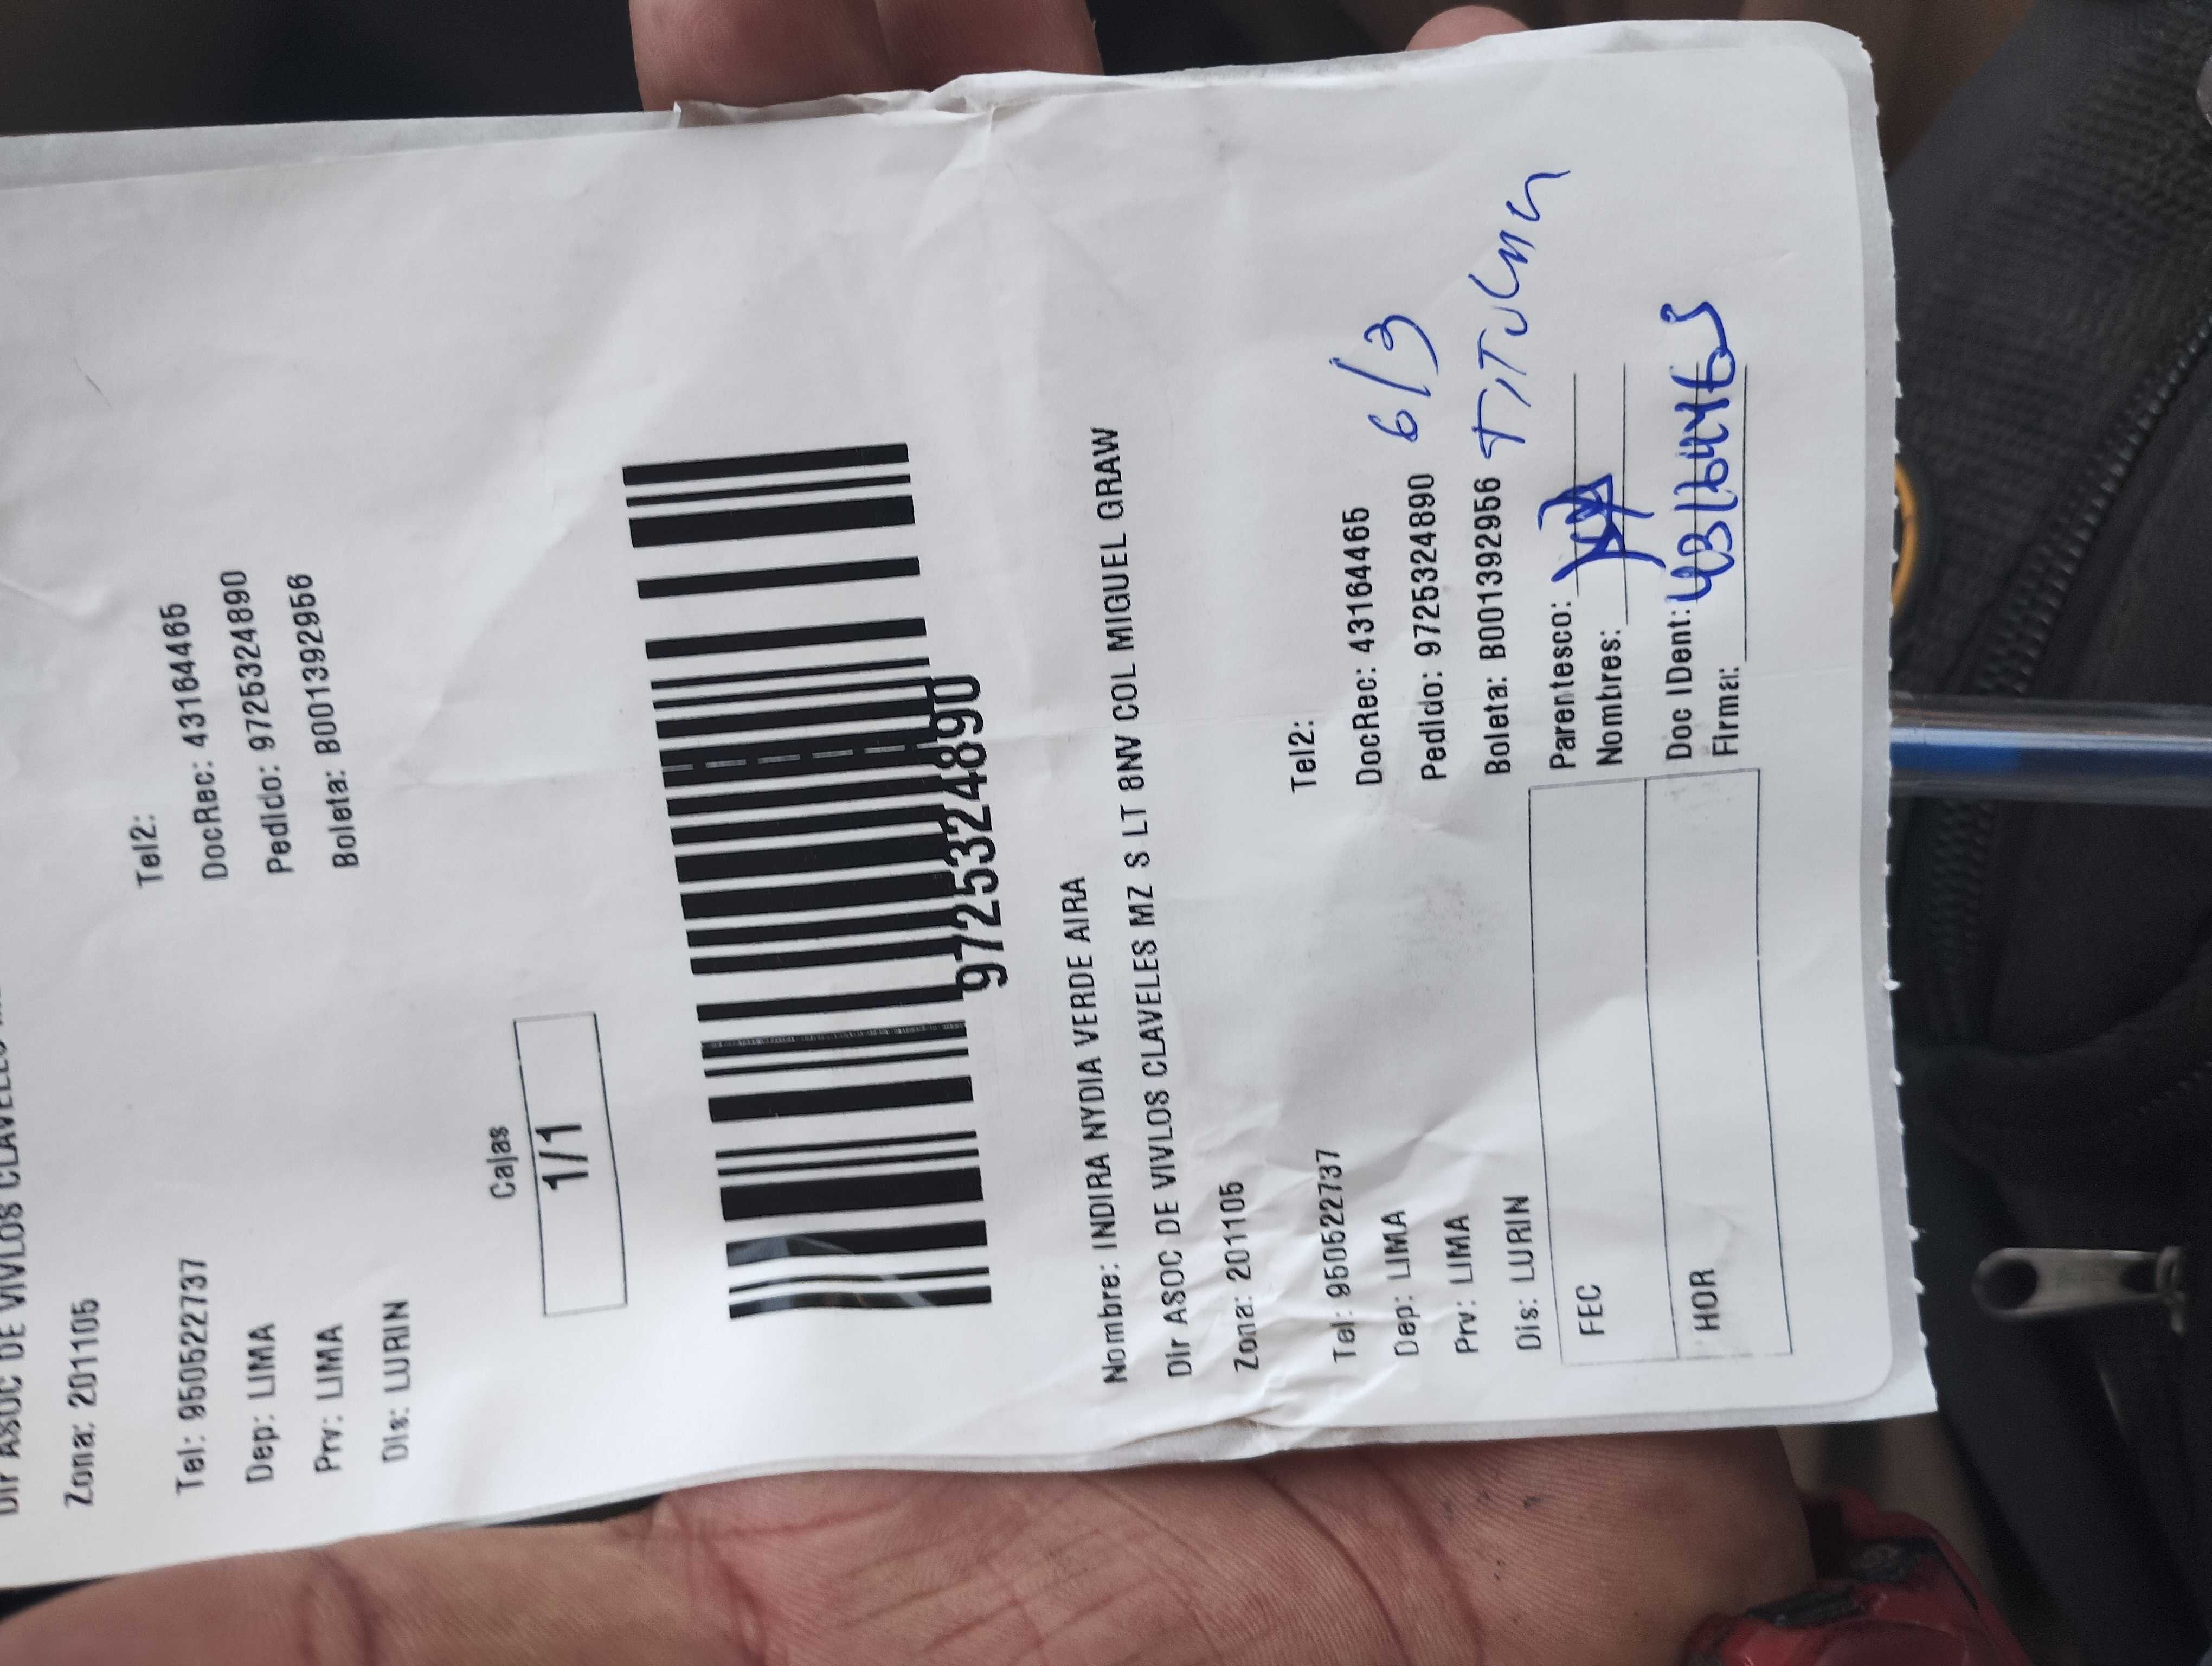 Dir ASOC DE VIVLOS CLAVELES
Zona: 201105
Tel2:
Tel: 950522737
DocRec: 43164465
Dep: LIMA
Pedido: 9725324890
Prv: LIMA
Boleta: B001392956
Dis: LURIN
Cajas
1/1
9725324890
Nombre: INDIRA NYDIA VERDE AIRA
Dir ASOC DE VIVLOS CLAVELES MZ S LT 8NV COL MIGUEL GRAW
Zona: 201105
Tel2:
Tel: 950522737
DocRec: 43164465
Dep: LIMA
Pedido: 9725324890 6/3
Prv: LIMA
Boleta: B001392956 TiTULAR
Dis: LURIN
Parentesco:
FEC
Nombres:
Doc IDent: 43164465
HOR
Firma: